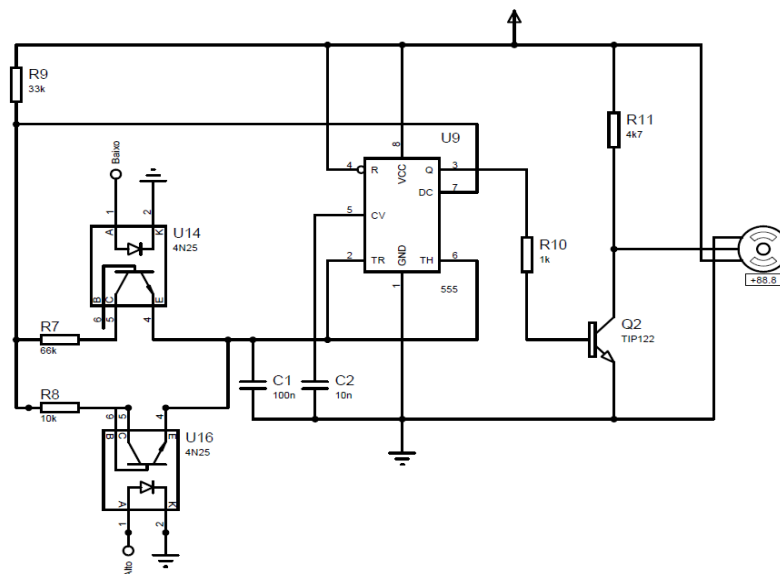 R9
33k
Baixo
1
2
A
K
U14
4N25
B
C
E
6
5
4
R7
66k
R8
10k
6
5
4
B
C
E
U16
4N25
A
K
1
2
Alto
U9
8
4
R
VCC
Q
3
DC
7
5
CV
2
TR
GND
TH
6
1
555
C1
100n
C2
10n
R10
1k
R11
4k7
Q2
TIP122
+88.8